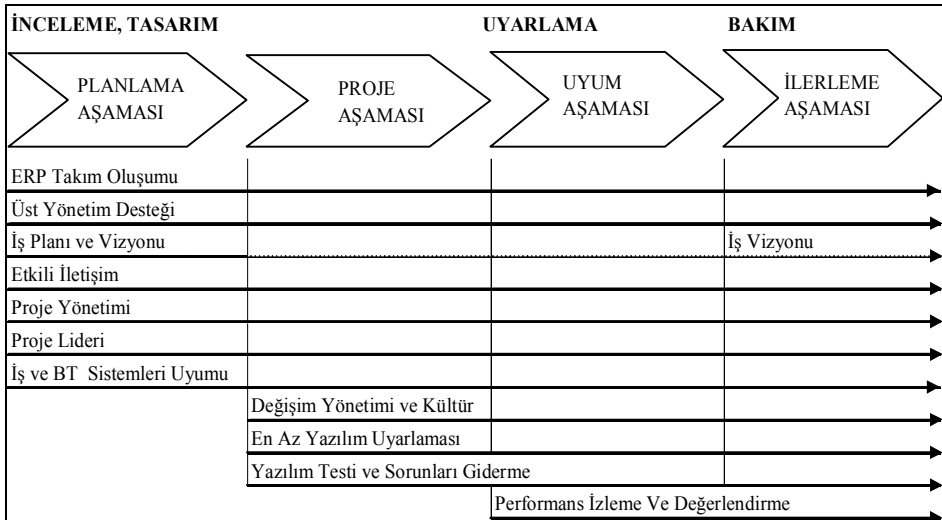 İNCELEME, TASARIM UYARLAMA BAKIM
PLANLAMA
AŞAMASI
PROJE
AŞAMASI
UYUM
AŞAMASI
İLERLEME
AŞAMASI
ERP Takım Oluşumu
Üst Yönetim Desteği
İş Planı ve Vizyonu İş Vizyonu
Etkili İletişim
Proje Yönetimi
Proje Lideri
İş ve BT Sistemleri Uyumu
Değişim Yönetimi ve Kültür
En Az Yazılım Uyarlaması
Yazılım Testi ve Sorunları Giderme
Performans İzleme Ve Değerlendirme